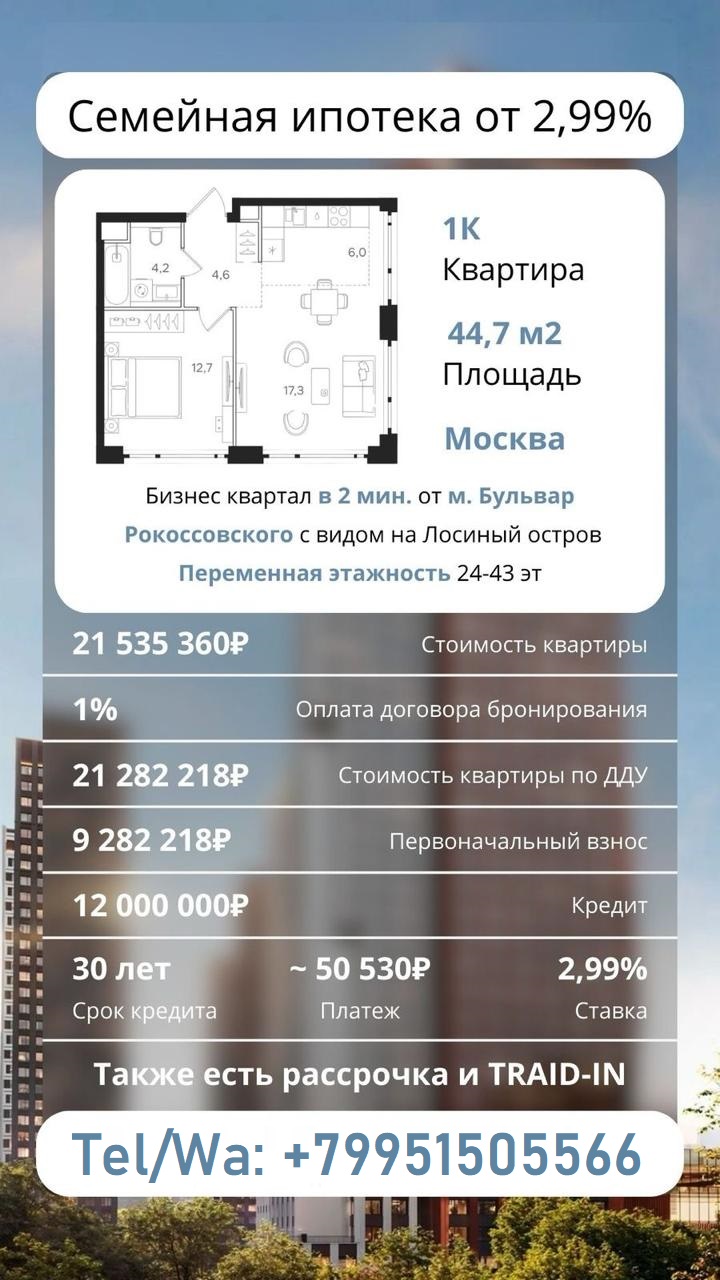 Семейная ипотека от 2,99%
4,2
4,6
6,0
12,7
17,3
1К
Квартира
44,7 м2
Площадь
Москва
Бизнес квартал в 2 мин. от м. Бульвар
Рокоссовского с видом на Лосиный остров
Переменная этажность 24-43 эт
21 535 360₽ Стоимость квартиры
1% Оплата договора бронирования
21 282 218₽ Стоимость квартиры по ДДУ
9 282 218₽ Первоначальный взнос
12 000 000₽ Кредит
30 лет ~ 50 530₽ 2,99%
Срок кредита Платеж Ставка
Также есть рассрочка и TRAID-IN
Tel/Wa: +79951505566